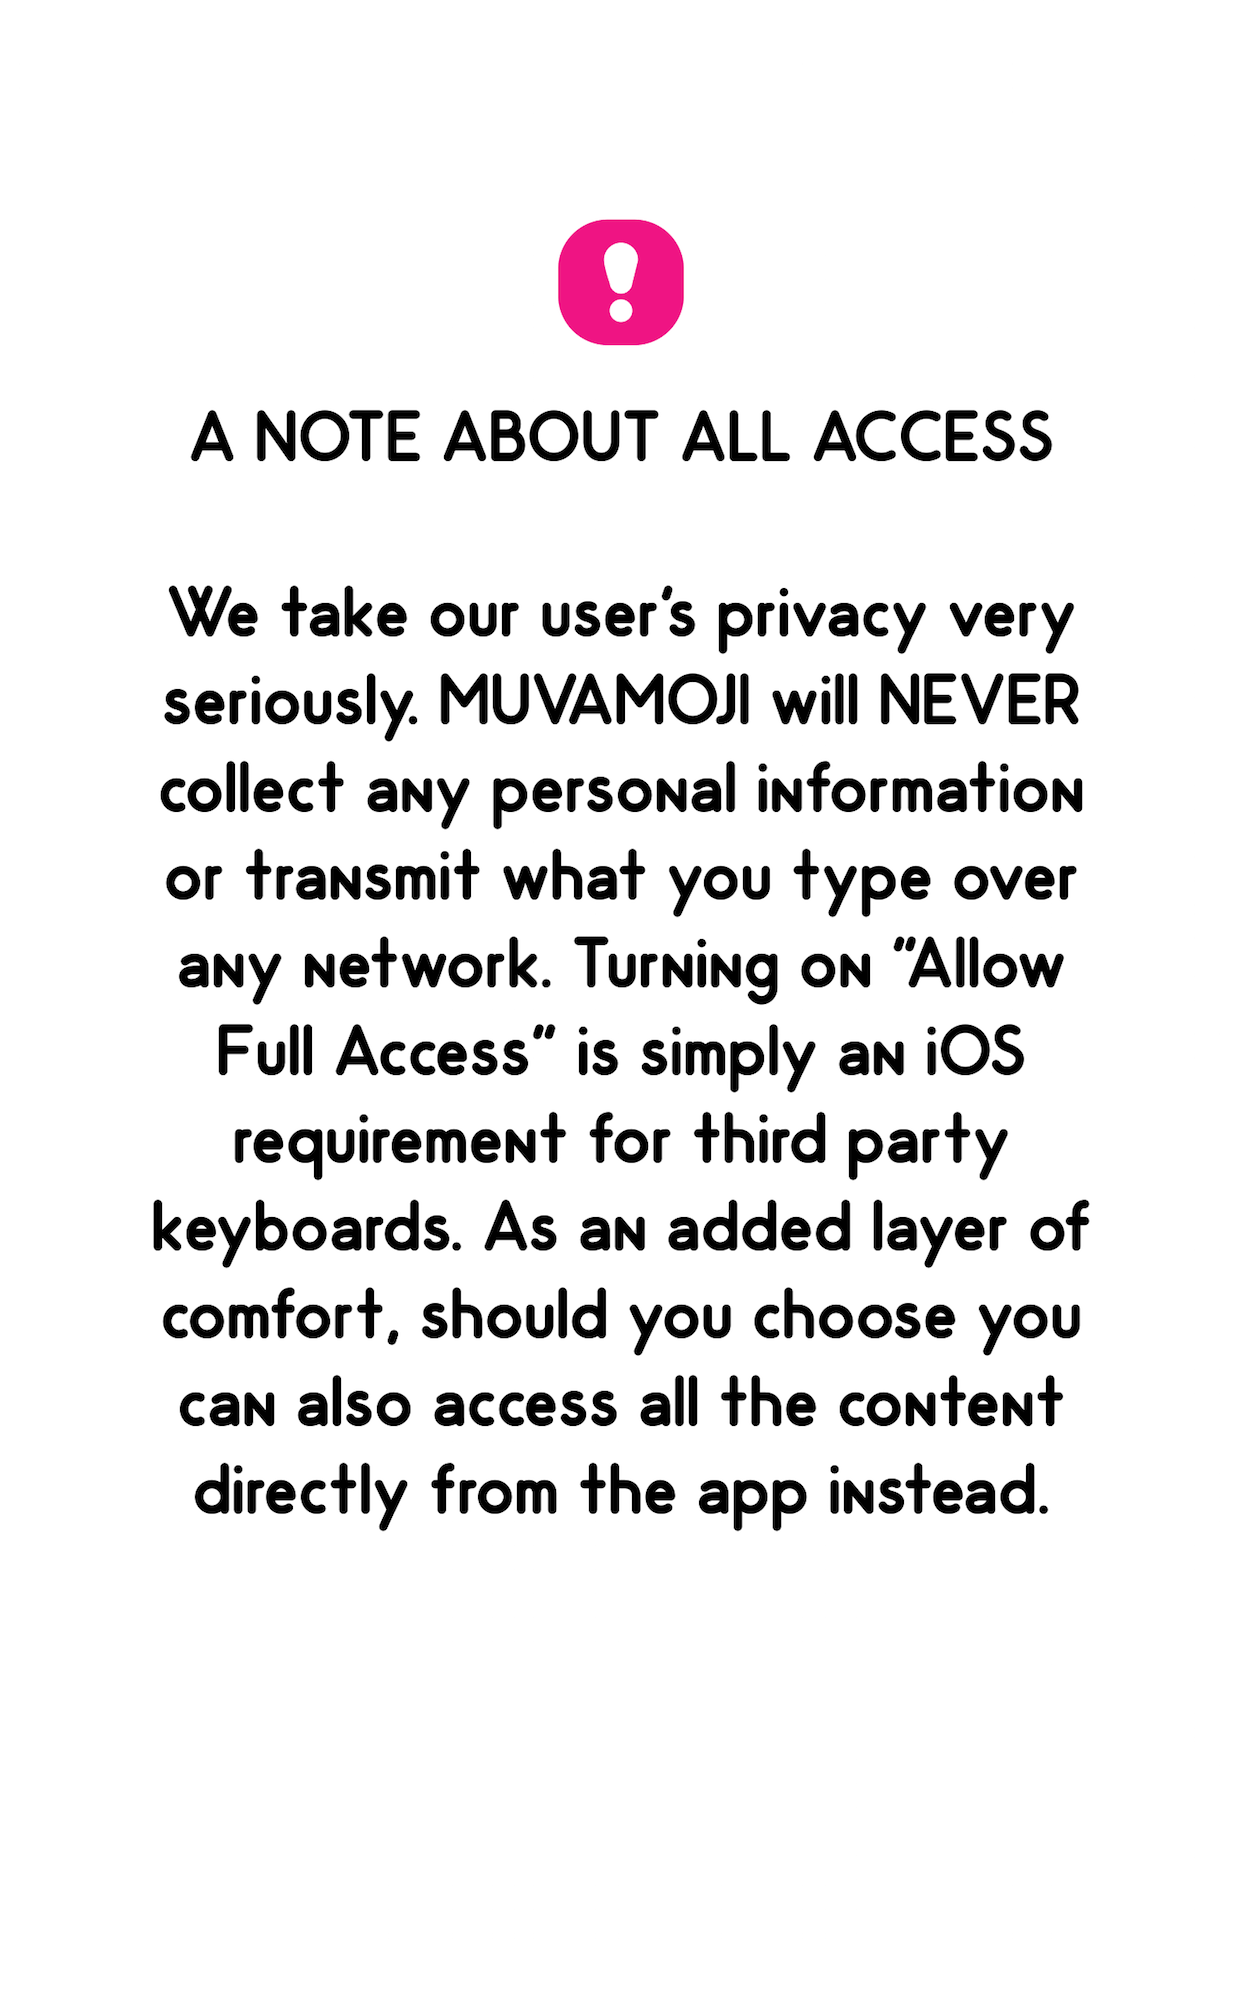 A NOTE ABOUT ALL ACCESS
We take our user's privacy very
seriously. MUVAMOJI will NEVER
collect any personal information
or transmit what you type over
any network. Turning on "Allow
Full Access" is simply an iOS
requirement for third party
keyboards. As an added layer of
comfort, should you choose you
can also access all the content
directly from the app instead.